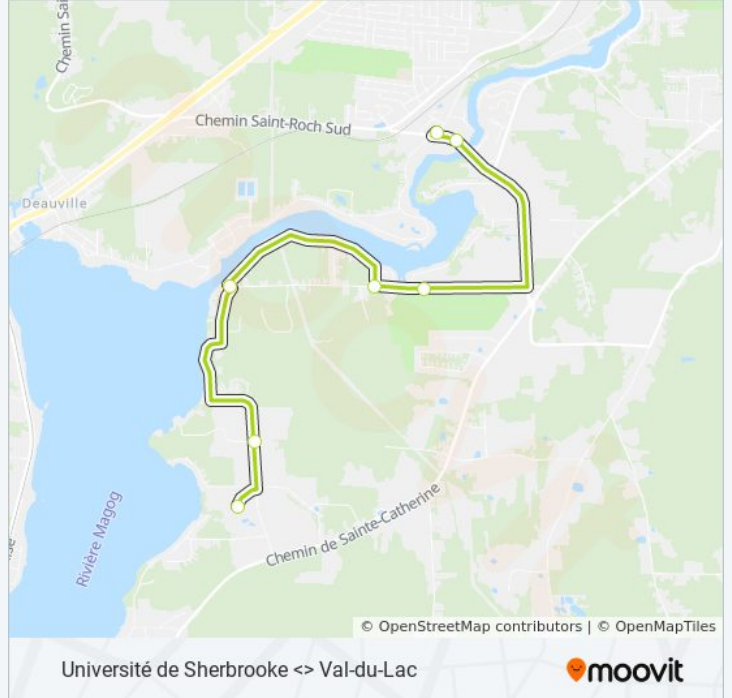 Chemin Sai
Chemin Saint-Roch Sud
Deauville
Rivière Magog
Chemin de Sainte-Catherine
© OpenStreetMap contributors | © OpenMapTiles
Université de Sherbrooke <> Val-du-Lac
moovit